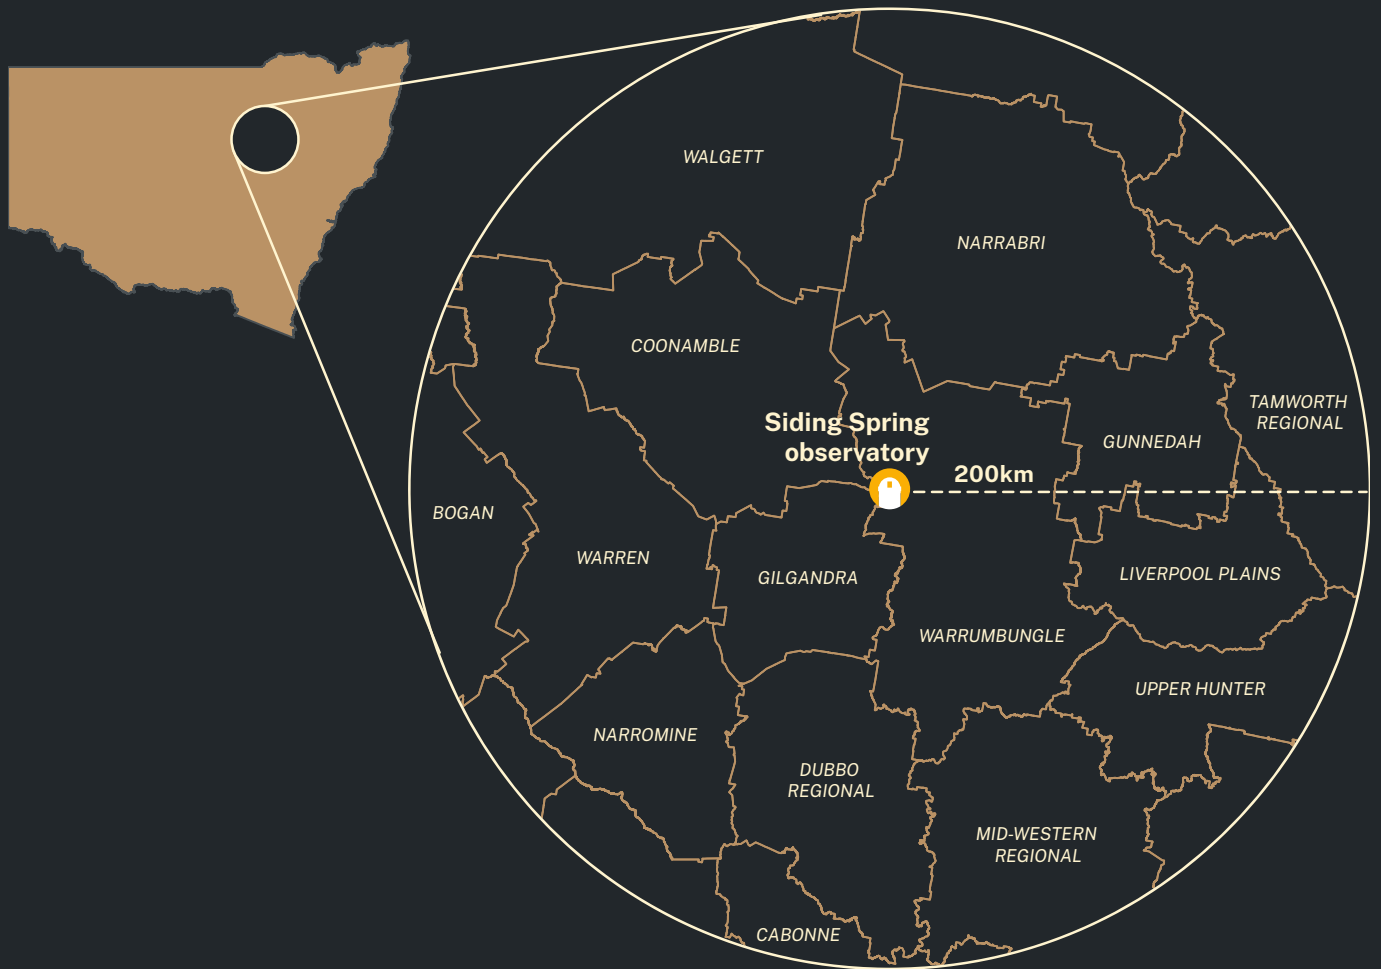 WALGETT
NARRABRI
COONAMBLE
TAMWORTH
REGIONAL
Siding Spring
observatory
GUNNEDAH
200km
BOGAN
WARREN
GILGANDRA
LIVERPOOL PLAINS
WARRUMBUNGLE
UPPER HUNTER
NARROMINE
DUBBO
REGIONAL
MID-WESTERN
REGIONAL
CABONNE